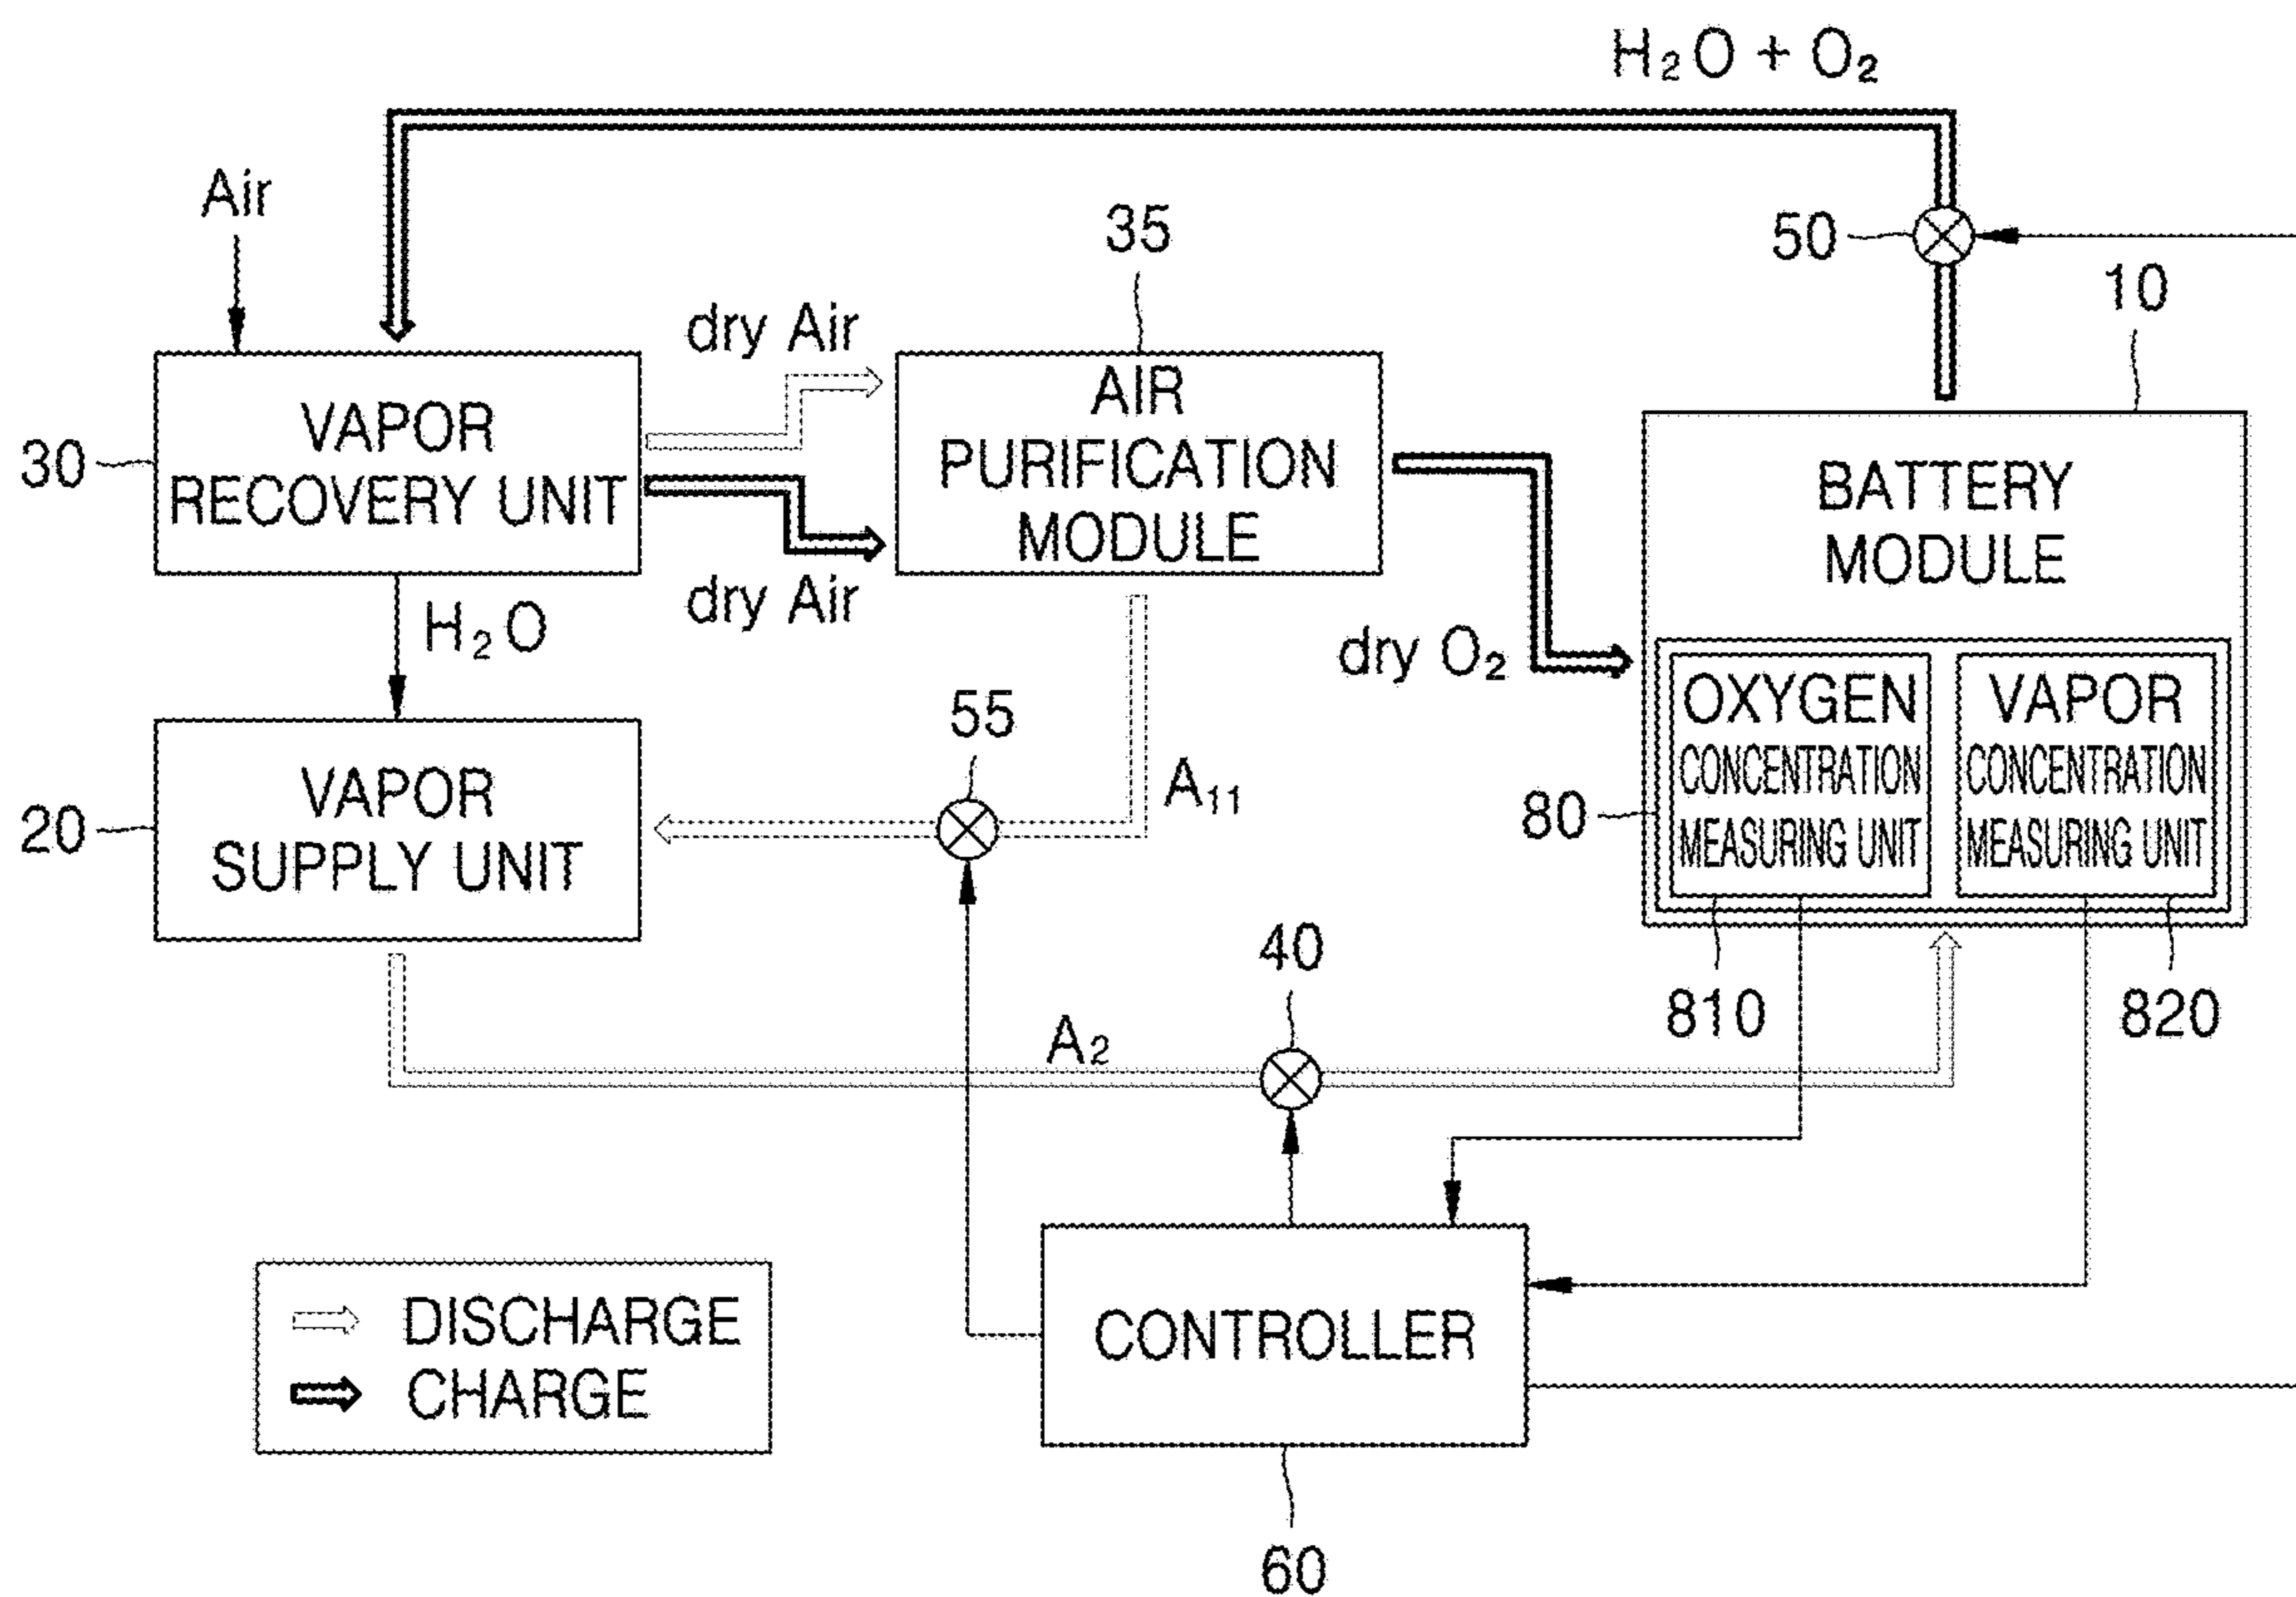 H₂O + O₂
Air
35
50
10
dry Air
30
VAPOR
RECOVERY UNIT
AIR
PURIFICATION
MODULE
BATTERY
MODULE
dry Air
H₂O
dry O₂
55
20
VAPOR
SUPPLY UNIT
A₁₁
80
OXYGEN
CONCENTRATION
MEASURING UNIT
VAPOR
CONCENTRATION
MEASURING UNIT
40
810
820
A₂
DISCHARGE
CHARGE
CONTROLLER
60